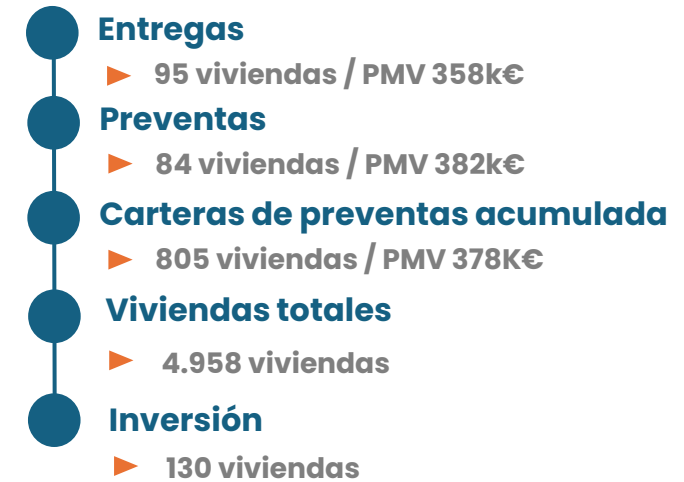 Entregas
95 viviendas / PMV 358k€
Preventas
84 viviendas / PMV 382k€
Carteras de preventas acumulada
805 viviendas / PMV 378K€
Viviendas totales
4.958 viviendas
Inversión
130 viviendas